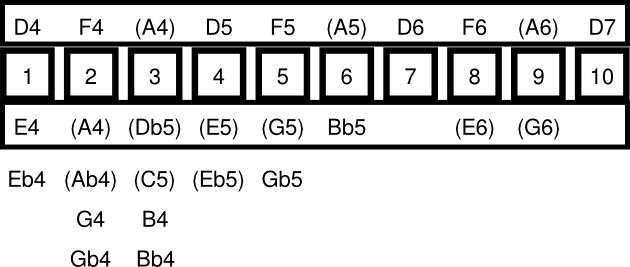 D4 F4 (A4) D5 F5 (A5) D6 F6 (A6) D7
1 2 3 4 5 6 7 8 9 10
E4 (A4) (Db5) (E5) (G5) Bb5 (E6) (G6)
Eb4 (Ab4) (C5) (Eb5) Gb5
G4 B4
Gb4 Bb4